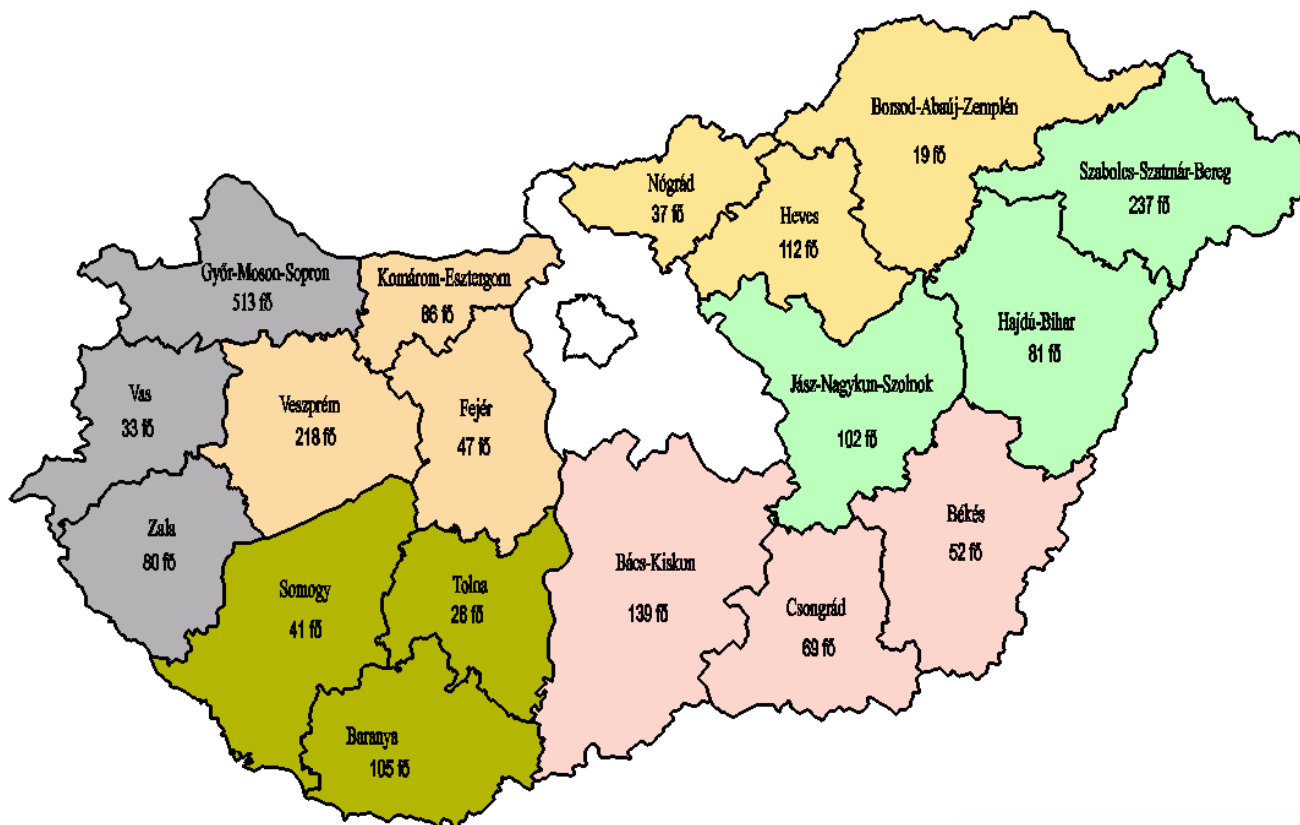 Borsod-Abaúj-Zemplén
19 fő
Szabolcs-Szatmár-Bereg
237 fő
Nógrád
37 fő
Heves
112 fő
Győr-Moson-Sopron
513 fő
Komárom-Esztergom
66 fő
Hajdú-Bihar
81 fő
Jász-Nagykun-Szolnok
102 fő
Vas
33 fő
Veszprém
218 fő
Fejér
47 fő
Zala
80 fő
Somogy
41 fő
Tolna
26 fő
Bács-Kiskun
139 fő
Csongrád
69 fő
Békés
52 fő
Baranya
105 fő